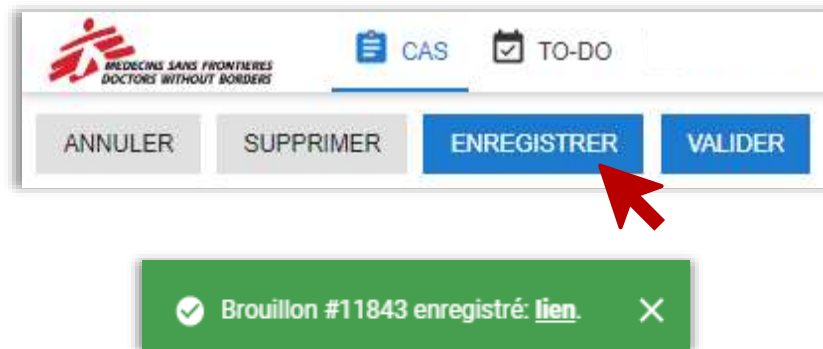 MEDECINS SANS FRONTIERES
DOCTORS WITHOUT BORDERS
CAS
TO-DO
ANNULER
SUPPRIMER
ENREGISTRER
VALIDER
Brouillon #11843 enregistré: lien.